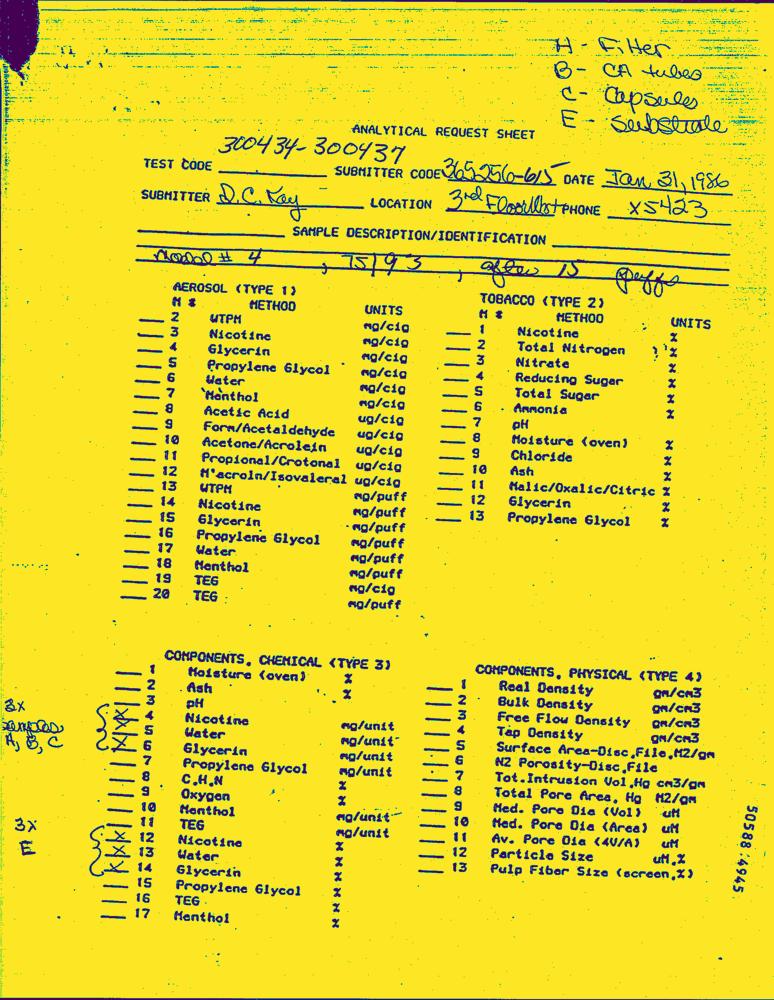 H - Filter
B - CA tubes
C - Capsules
E - Substrate
ANALYTICAL REQUEST SHEET
300434-300437
TEST CODE SUBMITTER CODE 365256-615 DATE Jan 31, 1986
SUBMITTER D.C. Kay LOCATION 3rd Floor PHONE x5423
SAMPLE DESCRIPTION/IDENTIFICATION
Model # 4 , 75/93 , after 15 puffs
AEROSOL (TYPE 1)
M # METHOD UNITS
2 WTPM mg/cig
3 Nicotine mg/cig
4 Glycerin mg/cig
5 Propylene Glycol mg/cig
6 Water mg/cig
7 Menthol mg/cig
8 Acetic Acid ug/cig
9 Form/Acetaldehyde ug/cig
10 Acetone/Acrolein ug/cig
11 Propional/Crotonal ug/cig
12 M'acroln/Isovaleral ug/cig
13 WTPM mg/puff
14 Nicotine mg/puff
15 Glycerin mg/puff
16 Propylene Glycol mg/puff
17 Water mg/puff
18 Menthol mg/puff
19 TEG mg/cig
20 TEG mg/puff
TOBACCO (TYPE 2)
M # METHOD UNITS
1 Nicotine %
2 Total Nitrogen %
3 Nitrate %
4 Reducing Sugar %
5 Total Sugar %
6 Ammonia %
7 pH
8 Moisture (oven) %
9 Chloride %
10 Ash %
11 Malic/Oxalic/Citric %
12 Glycerin %
13 Propylene Glycol %
COMPONENTS, CHEMICAL (TYPE 3)
1 Moisture (oven) %
2 Ash %
3 pH
X 4 Nicotine mg/unit
X 5 Water mg/unit
X 6 Glycerin mg/unit
7 Propylene Glycol mg/unit
8 C,H,N %
9 Oxygen %
10 Menthol mg/unit
11 TEG mg/unit
X 12 Nicotine %
X 13 Water %
X 14 Glycerin %
15 Propylene Glycol %
16 TEG %
17 Menthol %
3x
samples
A, B, C
3x
E
COMPONENTS, PHYSICAL (TYPE 4)
1 Real Density gm/cm3
2 Bulk Density gm/cm3
3 Free Flow Density gm/cm3
4 Tap Density gm/cm3
5 Surface Area-Disc,File,M2/gm
6 N2 Porosity-Disc,File
7 Tot.Intrusion Vol,Hg cm3/gm
8 Total Pore Area, Hg M2/gm
9 Med. Pore Dia (Vol) uM
10 Med. Pore Dia (Area) uM
11 Av. Pore Dia (4V/A) uM
12 Particle Size uM,%
13 Pulp Fiber Size (screen,%)
50588 4945